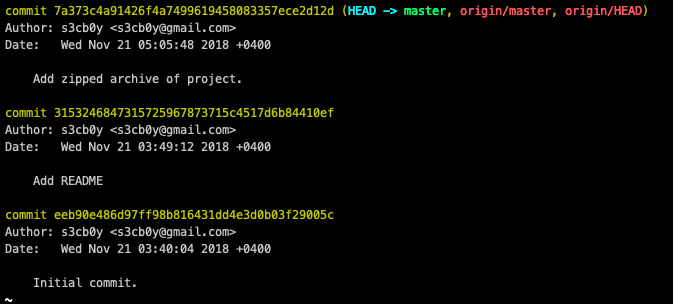 commit 7a373c4a91426f4a7499619458083357ece2d12d (HEAD -> master, origin/master, origin/HEAD)
Author: s3cb0y <s3cb0y@gmail.com>
Date:   Wed Nov 21 05:05:48 2018 +0400
    Add zipped archive of project.
commit 3153246847315725967873715c4517d6b84410ef
Author: s3cb0y <s3cb0y@gmail.com>
Date:   Wed Nov 21 03:49:12 2018 +0400
    Add README
commit eeb90e486d97ff98b816431dd4e3d0b03f29005c
Author: s3cb0y <s3cb0y@gmail.com>
Date:   Wed Nov 21 03:40:04 2018 +0400
    Initial commit.
~